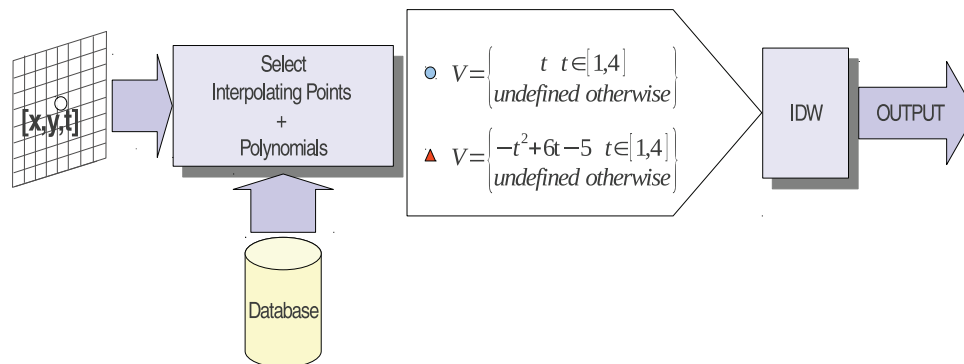 [x,y,t]
Select
Interpolating Points
+
Polynomials
Database
V={ t t∈[1,4]
undefined otherwise}
V={−t²+6t−5 t∈[1,4]
undefined otherwise}
IDW
OUTPUT